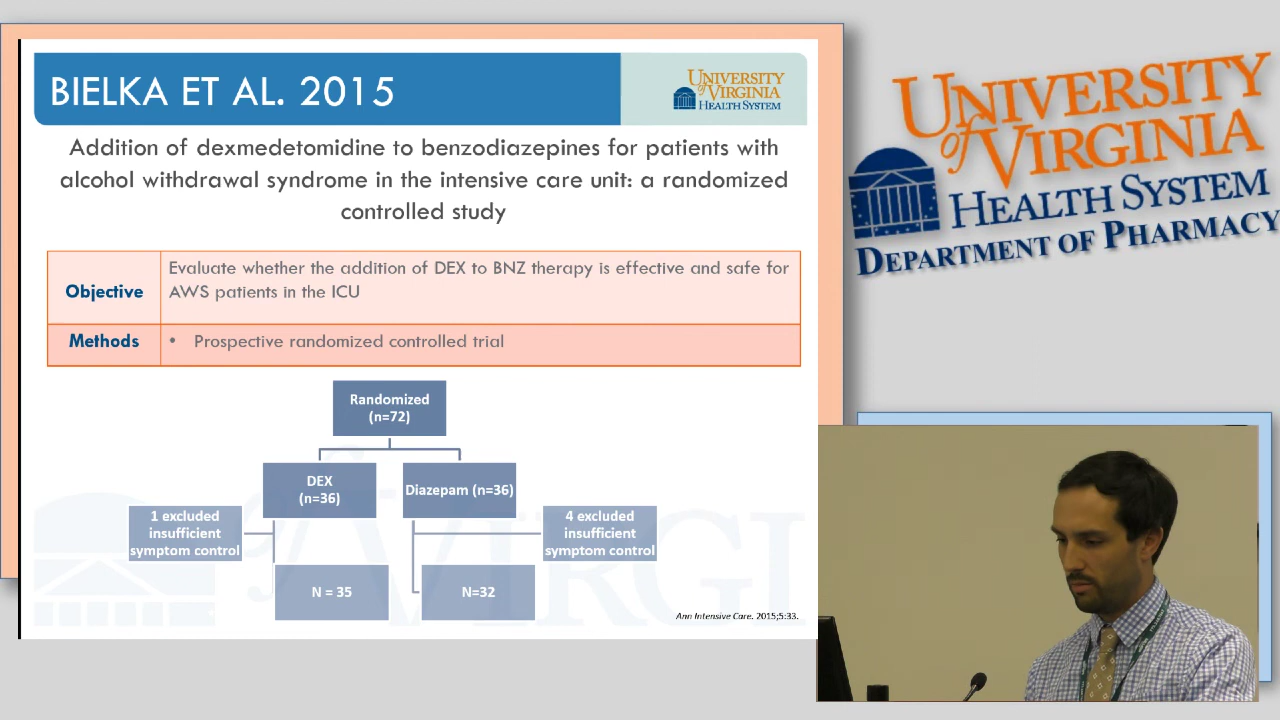 BIELKA ET AL. 2015
UNIVERSITY
of VIRGINIA
HEALTH SYSTEM
Addition of dexmedetomidine to benzodiazepines for patients with
alcohol withdrawal syndrome in the intensive care unit: a randomized
controlled study
Objective
Evaluate whether the addition of DEX to BNZ therapy is effective and safe for
AWS patients in the ICU
Methods
• Prospective randomized controlled trial
Randomized
(n=72)
DEX
(n=36)
Diazepam (n=36)
1 excluded
insufficient
symptom control
4 excluded
insufficient
symptom control
N = 35
N=32
of VIRGI
Ann Intensive Care. 2015;5:33.
UNIVERSITY
of VIRGINIA
HEALTH SYSTEM
DEPARTMENT OF PHARMACY